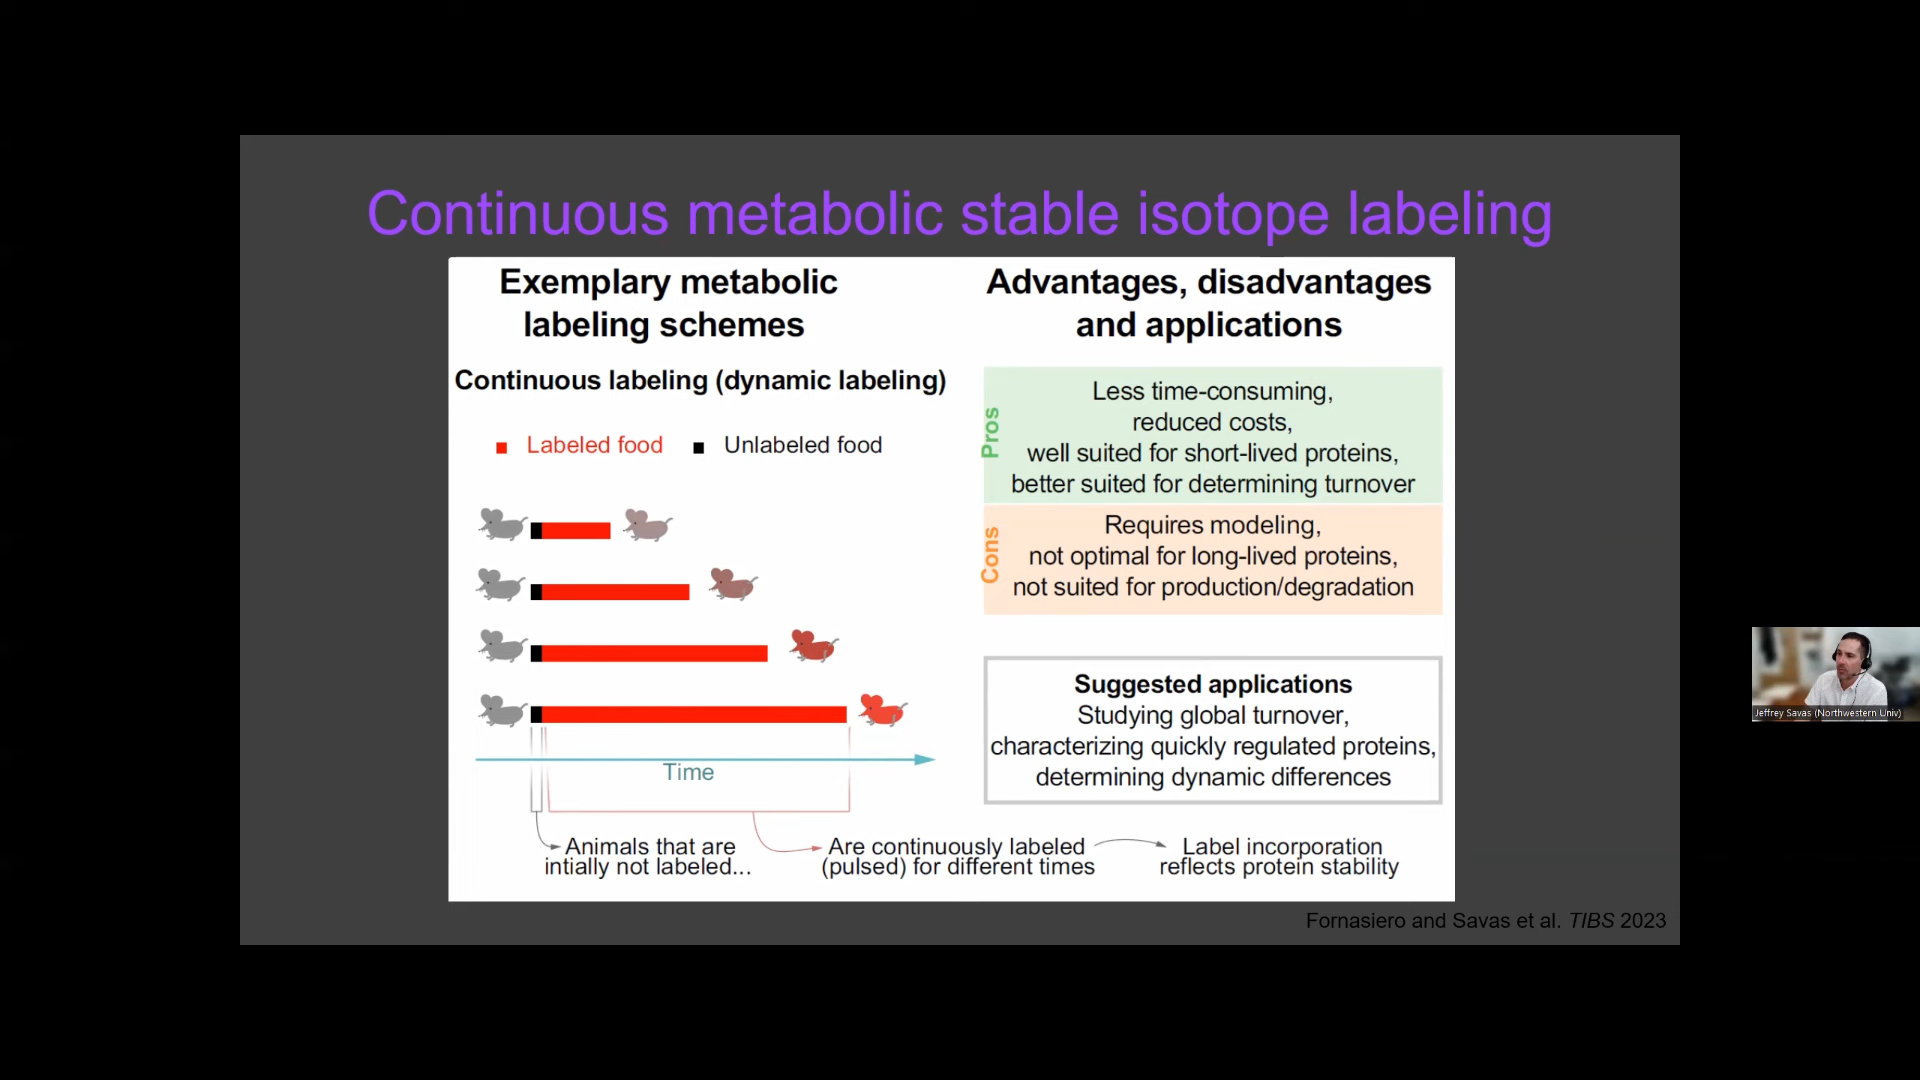 Continuous metabolic stable isotope labeling
Exemplary metabolic
labeling schemes
Continuous labeling (dynamic labeling)
Labeled food
Unlabeled food
Time
Animals that are
intially not labeled...
Are continuously labeled
(pulsed) for different times
Label incorporation
reflects protein stability
Advantages, disadvantages
and applications
Pros
Less time-consuming,
reduced costs,
well suited for short-lived proteins,
better suited for determining turnover
Cons
Requires modeling,
not optimal for long-lived proteins,
not suited for production/degradation
Suggested applications
Studying global turnover,
characterizing quickly regulated proteins,
determining dynamic differences
Fornasiero and Savas et al. TIBS 2023
Jeffrey Savas (Northwestern Univ)